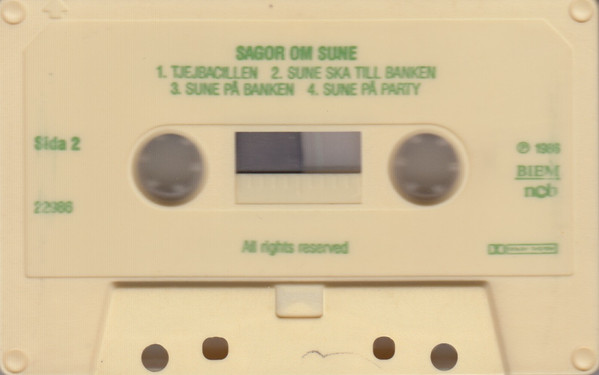 SAGOR OM SUNE
1. TJEJBACILLEN 2. SUNE SKA TILL BANKEN
3. SUNE PÅ BANKEN 4. SUNE PÅ PARTY
Sida 2
℗ 1986
BIEM
ncb
22986
All rights reserved